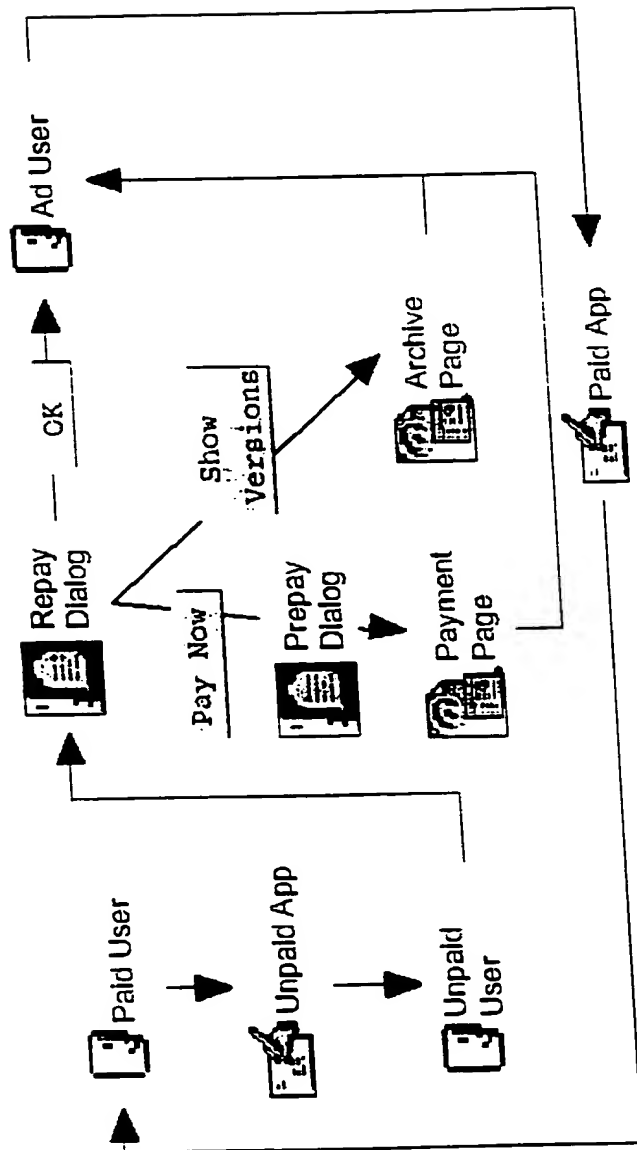 Paid User
Unpaid App
Unpaid
User
Repay
Dialog
Pay Now
Prepay
Dialog
Payment
Page
OK
Show
Versions
Archive
Page
Ad User
Paid App